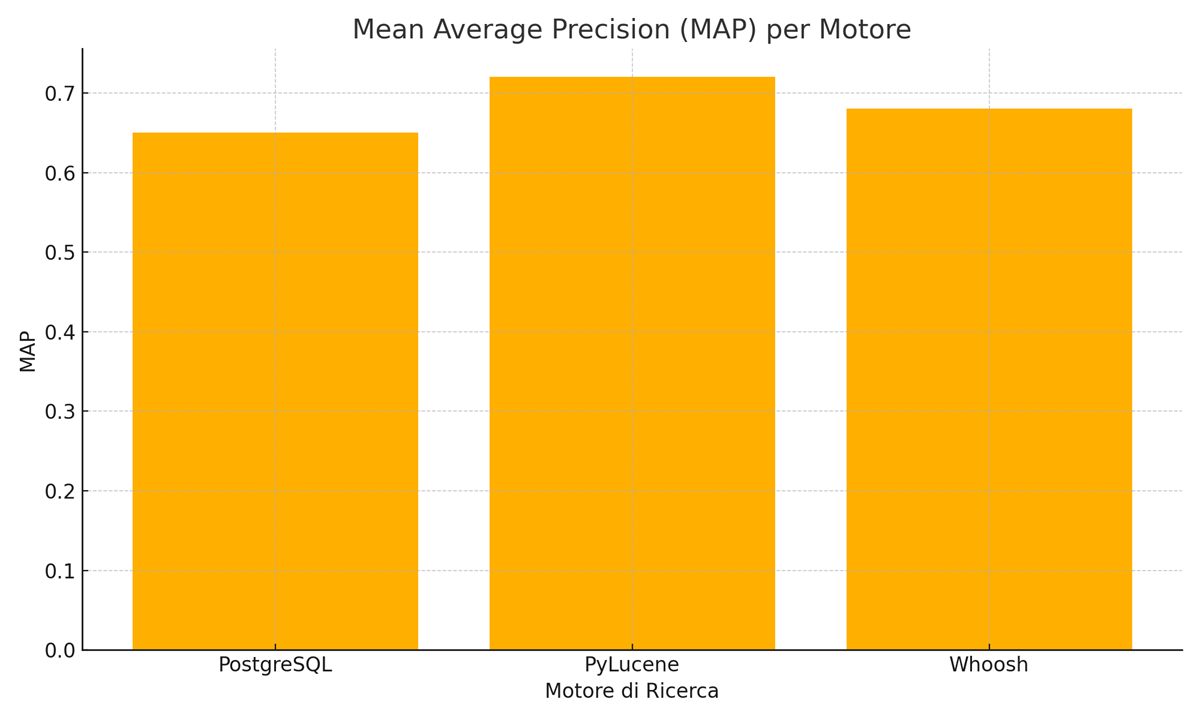 Mean Average Precision (MAP) per Motore
MAP
0.7
0.6
0.5
0.4
0.3
0.2
0.1
0.0
PostgreSQL
PyLucene
Whoosh
Motore di Ricerca